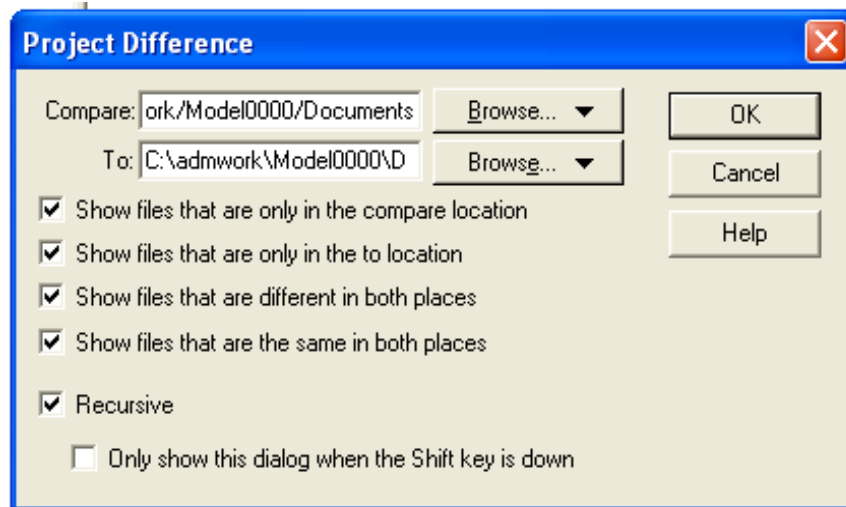 Project Difference
Compare: ork/Model0000/Documents Browse...
To: C:\admwork\Model0000\D Browse...
OK
Cancel
Help
Show files that are only in the compare location
Show files that are only in the to location
Show files that are different in both places
Show files that are the same in both places
Recursive
Only show this dialog when the Shift key is down